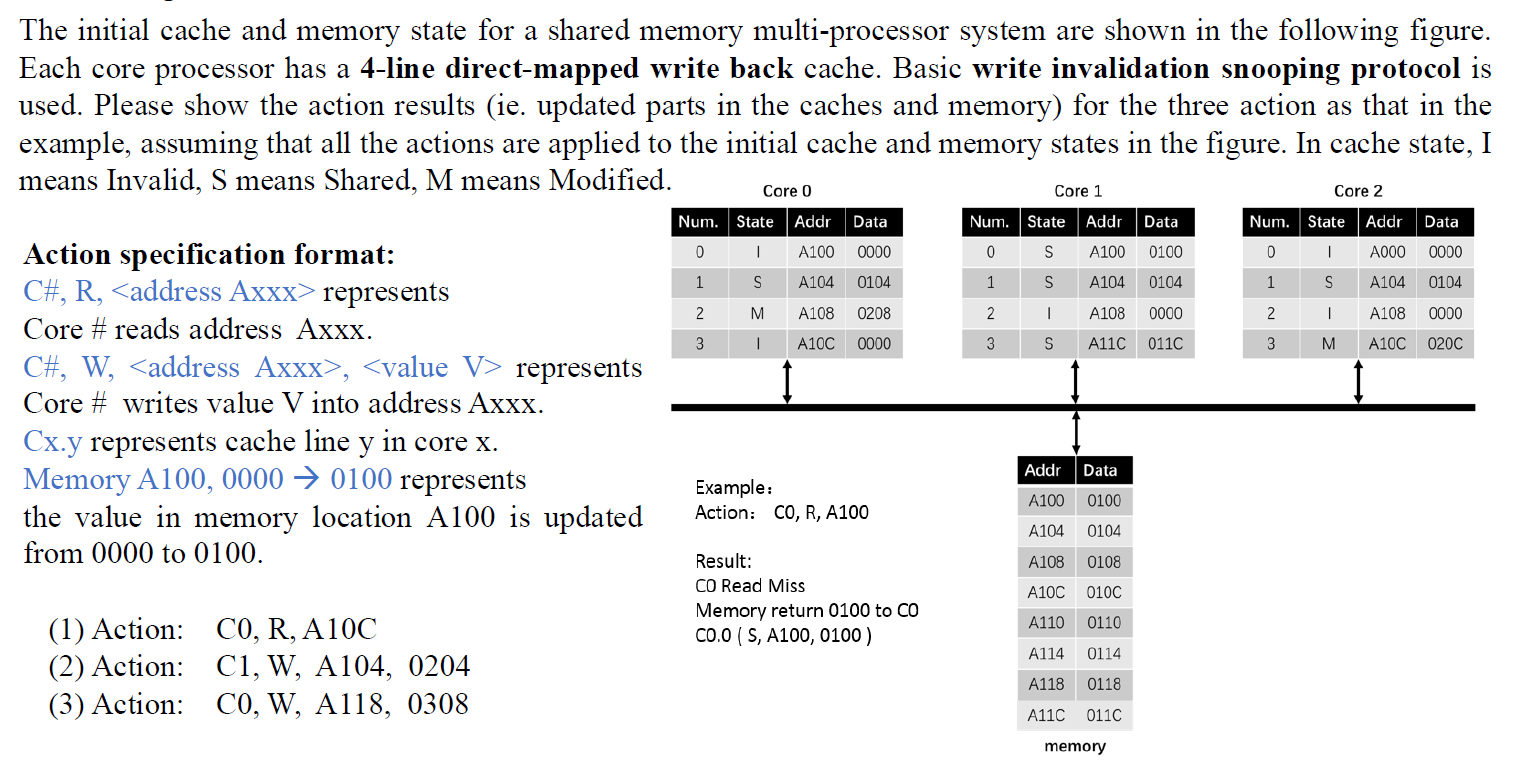 The initial cache and memory state for a shared memory multi-processor system are shown in the following figure.
Each core processor has a 4-line direct-mapped write back cache. Basic write invalidation snooping protocol is
used. Please show the action results (ie. updated parts in the caches and memory) for the three action as that in the
example, assuming that all the actions are applied to the initial cache and memory states in the figure. In cache state, I
means Invalid, S means Shared, M means Modified.
Action specification format:
C#, R, <address Axxx> represents
Core # reads address Axxx.
C#, W, <address Axxx>, <value V> represents
Core # writes value V into address Axxx.
Cx.y represents cache line y in core x.
Memory A100, 0000 → 0100 represents
the value in memory location A100 is updated
from 0000 to 0100.
(1) Action: C0, R, A10C
(2) Action: C1, W, A104, 0204
(3) Action: C0, W, A118, 0308
Core 0
Num. State Addr Data
0 I A100 0000
1 S A104 0104
2 M A108 0208
3 I A10C 0000
Core 1
Num. State Addr Data
0 S A100 0100
1 S A104 0104
2 I A108 0000
3 S A11C 011C
Core 2
Num. State Addr Data
0 I A000 0000
1 S A104 0104
2 I A108 0000
3 M A10C 020C
Example:
Action: C0, R, A100
Result:
C0 Read Miss
Memory return 0100 to C0
C0.0 ( S, A100, 0100 )
Addr Data
A100 0100
A104 0104
A108 0108
A10C 010C
A110 0110
A114 0114
A118 0118
A11C 011C
memory